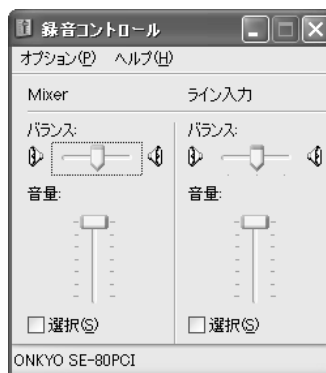 録音コントロール
オプション(P) ヘルプ(H)
Mixer ライン入力
バランス: バランス:
音量: 音量:
選択(S) 選択(S)
ONKYO SE-80PCI